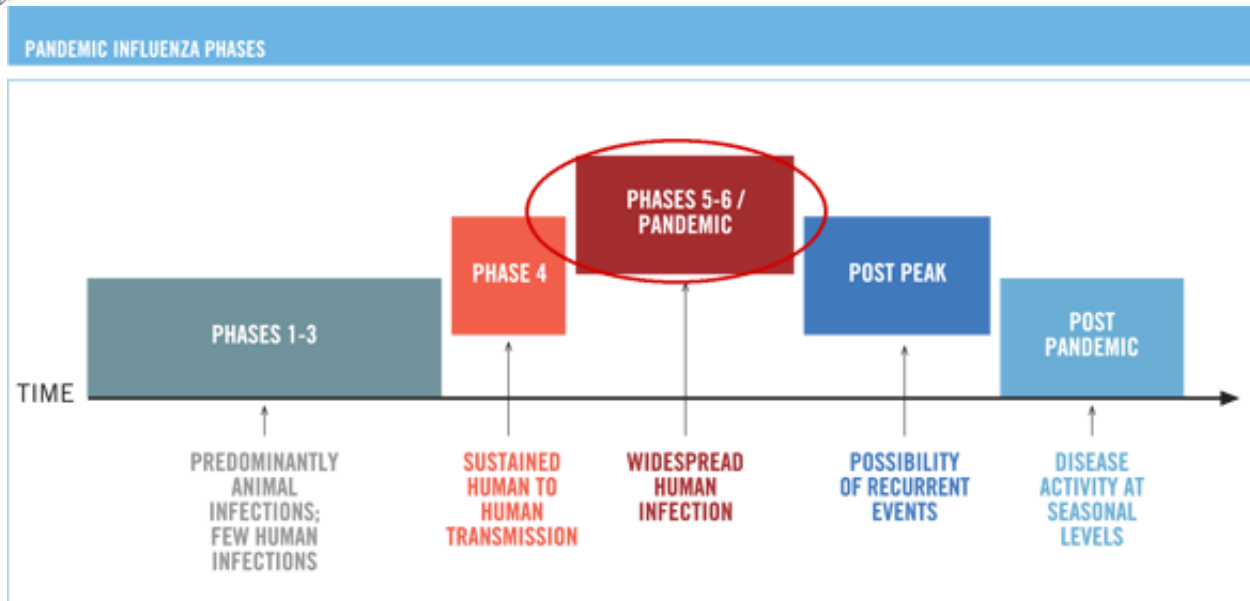 PANDEMIC INFLUENZA PHASES
PHASES 5-6 /
PANDEMIC
PHASE 4
POST PEAK
PHASES 1-3
POST
PANDEMIC
TIME
PREDOMINANTLY
ANIMAL
INFECTIONS;
FEW HUMAN
INFECTIONS
SUSTAINED
HUMAN TO
HUMAN
TRANSMISSION
WIDESPREAD
HUMAN
INFECTION
POSSIBILITY
OF RECURRENT
EVENTS
DISEASE
ACTIVITY AT
SEASONAL
LEVELS